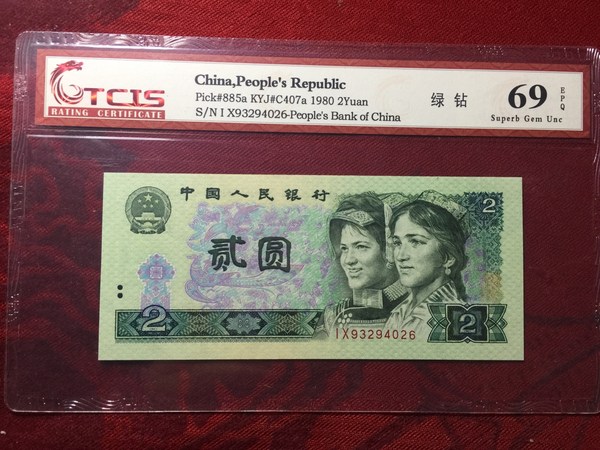 TCIS
RATING CERTIFICATE
China,People's Republic
Pick#885a KYJ#C407a 1980 2Yuan
S/N I X93294026-People's Bank of China
绿 钻
69 EPQ
Superb Gem Unc
中国人民银行
2
贰圆
2
IX93294026
2